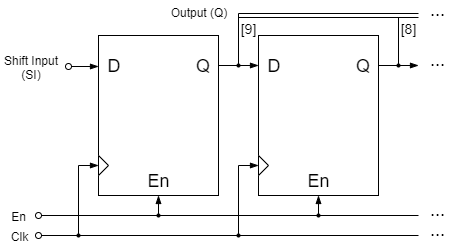 Output (Q) ...
[9] [8]
Shift Input
(SI)
D Q D Q ...
En En
En ...
Clk ...